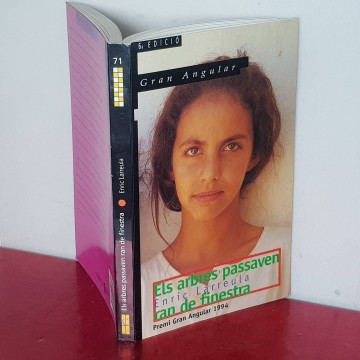 6a EDICIÓ
Gran Angular
Els arbres passaven
Enric Larreula
ran de finestra
Premi Gran Angular 1994
71
Els arbres passaven ran de finestra Enric Larreula